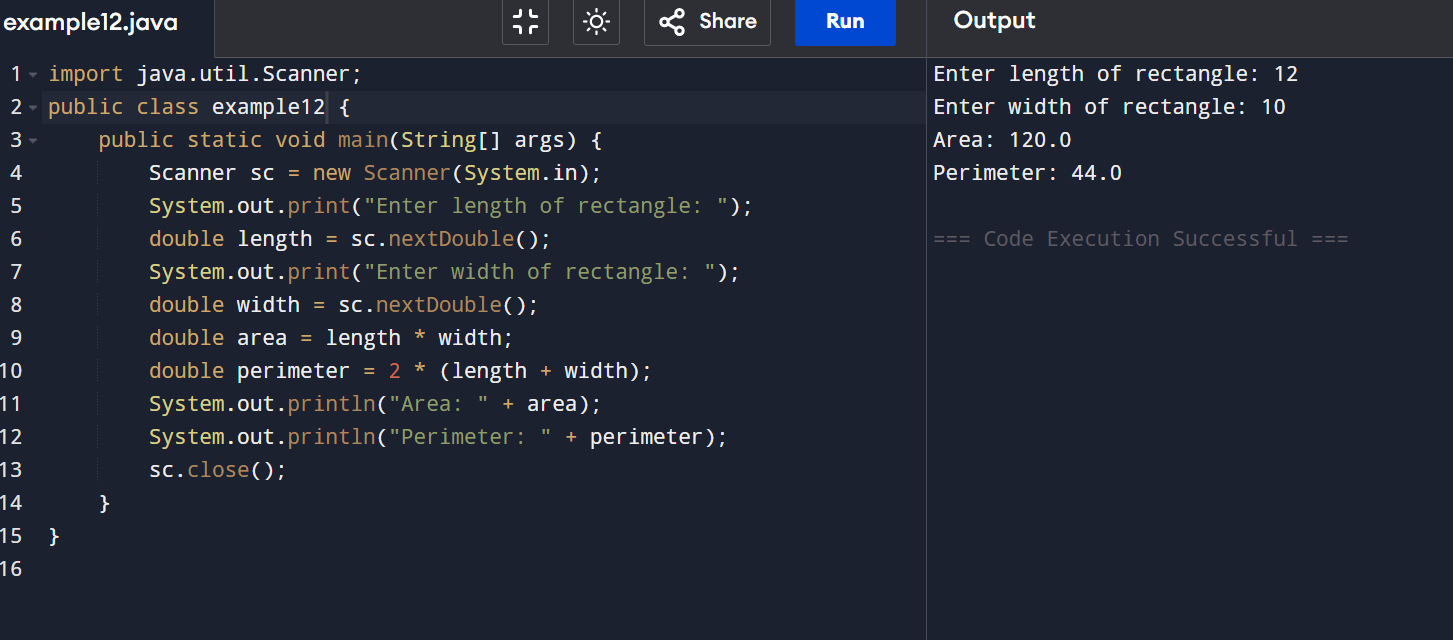 example12.java
Share
Run
Output
1 import java.util.Scanner;
2 public class example12 {
3     public static void main(String[] args) {
4         Scanner sc = new Scanner(System.in);
5         System.out.print("Enter length of rectangle: ");
6         double length = sc.nextDouble();
7         System.out.print("Enter width of rectangle: ");
8         double width = sc.nextDouble();
9         double area = length * width;
10         double perimeter = 2 * (length + width);
11         System.out.println("Area: " + area);
12         System.out.println("Perimeter: " + perimeter);
13         sc.close();
14     }
15 }
16
Enter length of rectangle: 12
Enter width of rectangle: 10
Area: 120.0
Perimeter: 44.0
=== Code Execution Successful ===